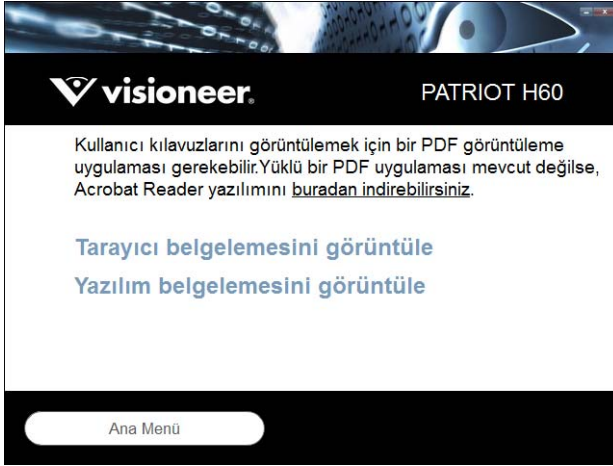 visioneer®
PATRIOT H60
Kullanıcı kılavuzlarını görüntülemek için bir PDF görüntüleme
uygulaması gerekebilir.Yüklü bir PDF uygulaması mevcut değilse,
Acrobat Reader yazılımını buradan indirebilirsiniz.
Tarayıcı belgelemesini görüntüle
Yazılım belgelemesini görüntüle
Ana Menü